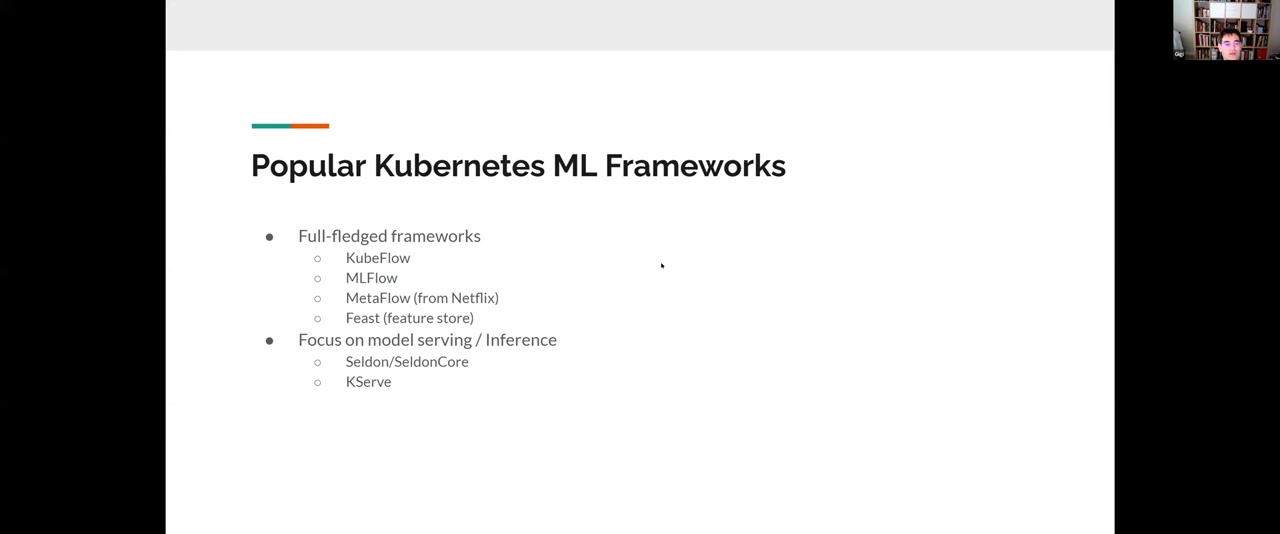 Popular Kubernetes ML Frameworks
● Full-fledged frameworks
○ KubeFlow
○ MLFlow
○ MetaFlow (from Netflix)
○ Feast (feature store)
● Focus on model serving / Inference
○ Seldon/SeldonCore
○ KServe
Gigi